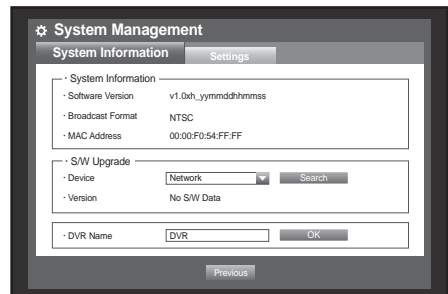 System Management
System Information Settings
· System Information
· Software Version v1.0xh_yymmddhhmmss
· Broadcast Format NTSC
· MAC Address 00:00:F0:54:FF:FF
· S/W Upgrade
· Device Network Search
· Version No S/W Data
· DVR Name DVR OK
Previous